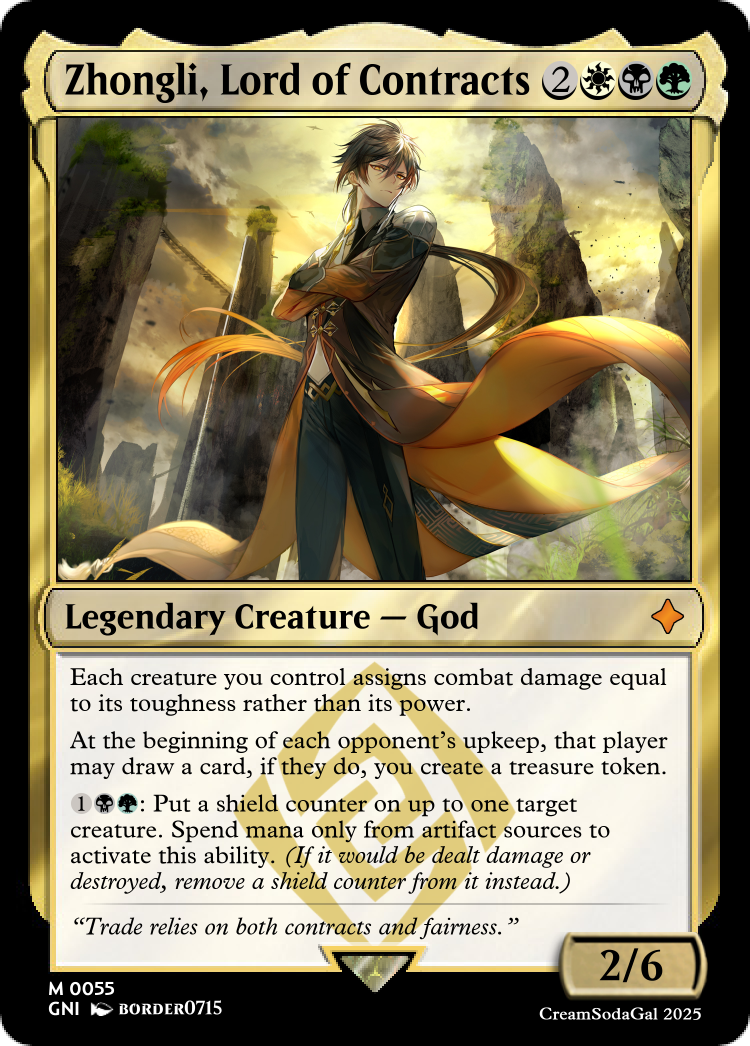 Zhongli, Lord of Contracts 2
Legendary Creature — God
Each creature you control assigns combat damage equal
to its toughness rather than its power.
At the beginning of each opponent's upkeep, that player
may draw a card, if they do, you create a treasure token.
1: Put a shield counter on up to one target
creature. Spend mana only from artifact sources to
activate this ability. (If it would be dealt damage or
destroyed, remove a shield counter from it instead.)
“Trade relies on both contracts and fairness.”
2/6
M 0055
GNI BORDER0715
CreamSodaGal 2025